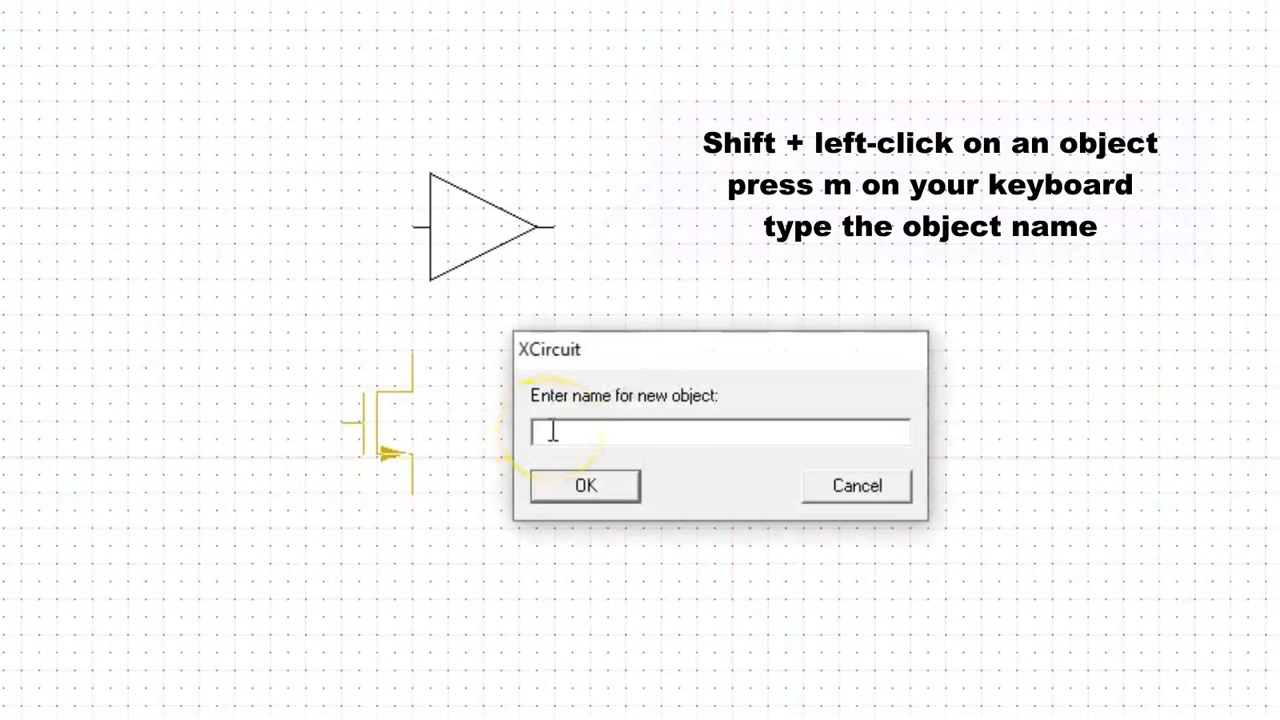 Shift + left-click on an object
press m on your keyboard
type the object name
XCircuit
Enter name for new object:
OK
Cancel